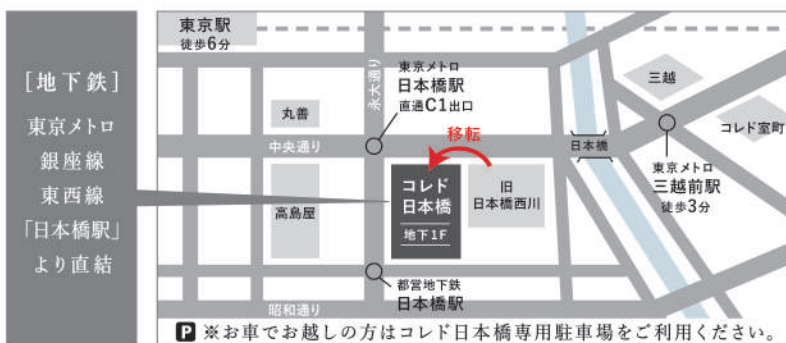 [地下鉄]
東京メトロ
銀座線
東西線
「日本橋駅」
より直結
東京駅
徒歩6分
永大通り
東京メトロ
日本橋駅
直通C1出口
三越
コレド室町
丸善
中央通り
移転
日本橋
東京メトロ
三越前駅
徒歩3分
高島屋
コレド
日本橋
地下1F
旧
日本橋西川
都営地下鉄
日本橋駅
昭和通り
P ※お車でお越しの方はコレド日本橋専用駐車場をご利用ください。